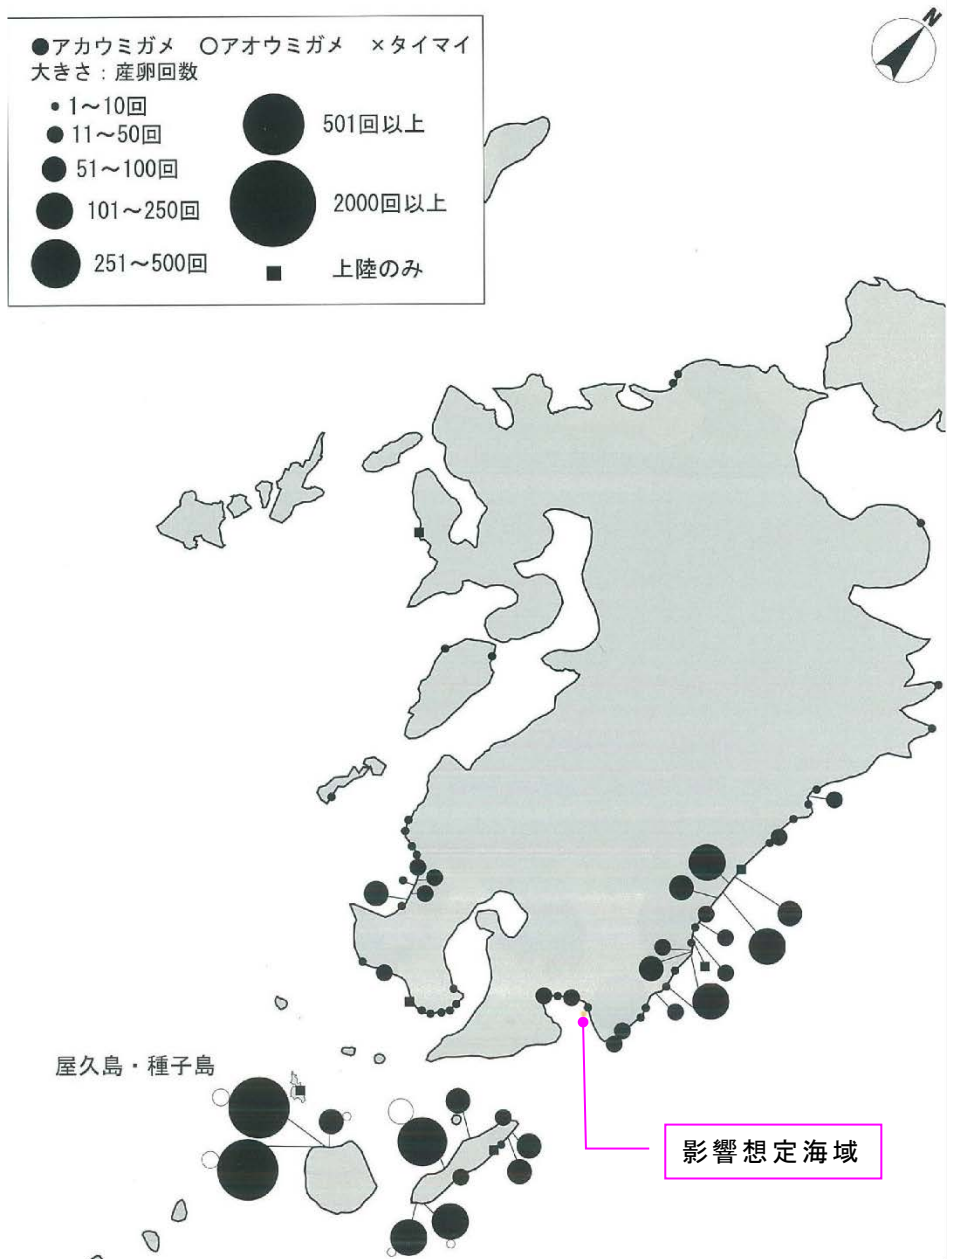 ●アカウミガメ ○アオウミガメ ×タイマイ
大きさ：産卵回数
1～10回
11～50回
51～100回
101～250回
251～500回
501回以上
2000回以上
上陸のみ
N
屋久島・種子島
影響想定海域